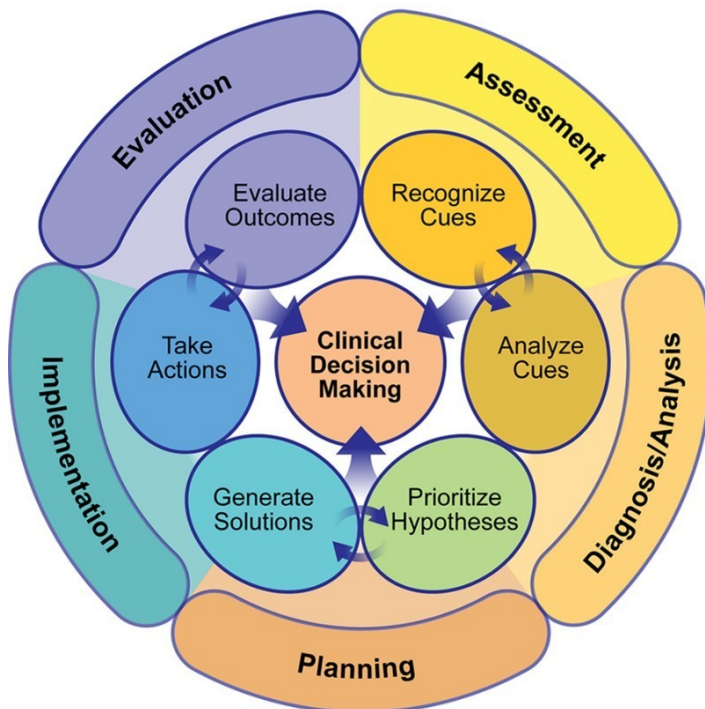 Evaluation
Assessment
Evaluate
Outcomes
Recognize
Cues
Take
Actions
Clinical
Decision
Making
Analyze
Cues
Implementation
Diagnosis/Analysis
Generate
Solutions
Prioritize
Hypotheses
Planning